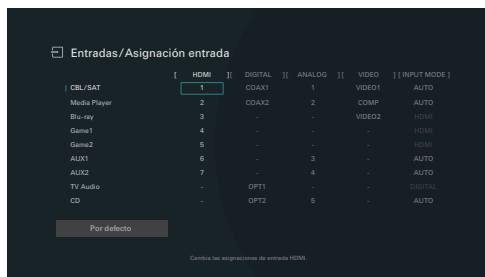 Entradas/Asignación entrada
[ HDMI ][ DIGITAL ][ ANALOG ][ VIDEO ][ INPUT MODE ]
CBL/SAT 1 COAX1 1 VIDEO1 AUTO
Media Player 2 COAX2 2 COMP AUTO
Blu-ray 3 - - VIDEO2 HDMI
Game1 4 - - - HDMI
Game2 5 - - - HDMI
AUX1 6 - 3 - AUTO
AUX2 7 - 4 - AUTO
TV Audio - OPT1 - - DIGITAL
CD - OPT2 5 - AUTO
Por defecto
Cambia las asignaciones de entrada HDMI.